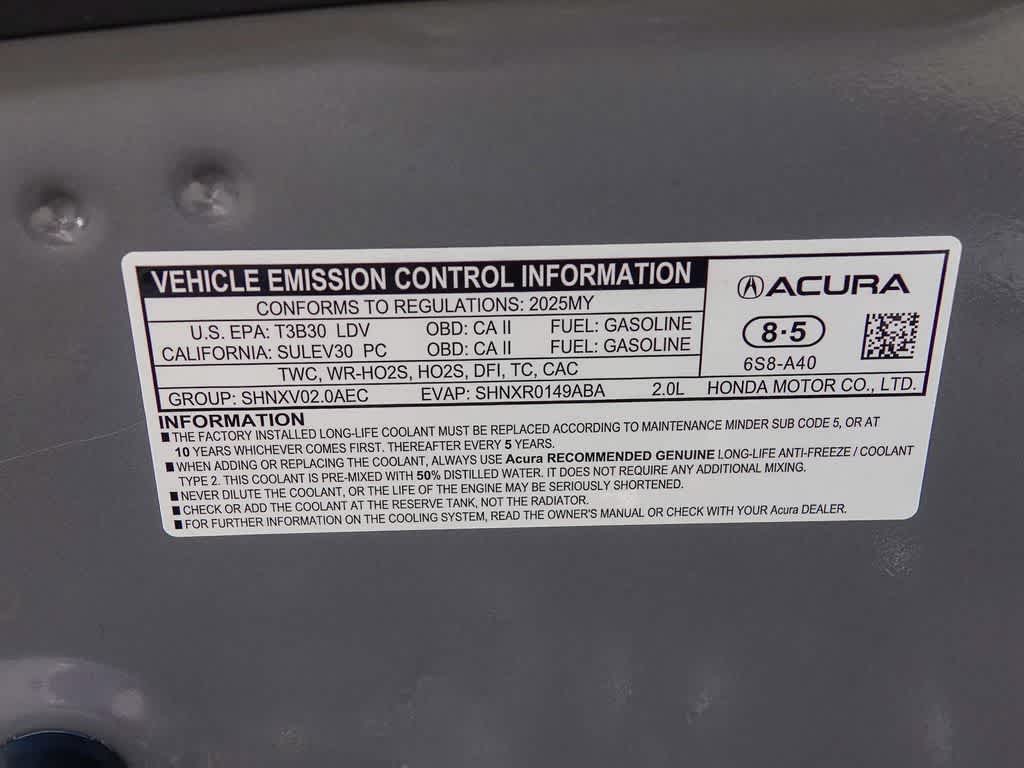 VEHICLE EMISSION CONTROL INFORMATION
CONFORMS TO REGULATIONS: 2025MY
U.S. EPA: T3B30 LDV OBD: CA II FUEL: GASOLINE
CALIFORNIA: SULEV30 PC OBD: CA II FUEL: GASOLINE
TWC, WR-HO2S, HO2S, DFI, TC, CAC
GROUP: SHNXV02.0AEC EVAP: SHNXR0149ABA 2.0L
ACURA
8·5
6S8-A40
HONDA MOTOR CO., LTD.
INFORMATION
■ THE FACTORY INSTALLED LONG-LIFE COOLANT MUST BE REPLACED ACCORDING TO MAINTENANCE MINDER SUB CODE 5, OR AT
10 YEARS WHICHEVER COMES FIRST. THEREAFTER EVERY 5 YEARS.
■ WHEN ADDING OR REPLACING THE COOLANT, ALWAYS USE Acura RECOMMENDED GENUINE LONG-LIFE ANTI-FREEZE / COOLANT
TYPE 2. THIS COOLANT IS PRE-MIXED WITH 50% DISTILLED WATER. IT DOES NOT REQUIRE ANY ADDITIONAL MIXING.
■ NEVER DILUTE THE COOLANT, OR THE LIFE OF THE ENGINE MAY BE SERIOUSLY SHORTENED.
■ CHECK OR ADD THE COOLANT AT THE RESERVE TANK, NOT THE RADIATOR.
■ FOR FURTHER INFORMATION ON THE COOLING SYSTEM, READ THE OWNER'S MANUAL OR CHECK WITH YOUR Acura DEALER.